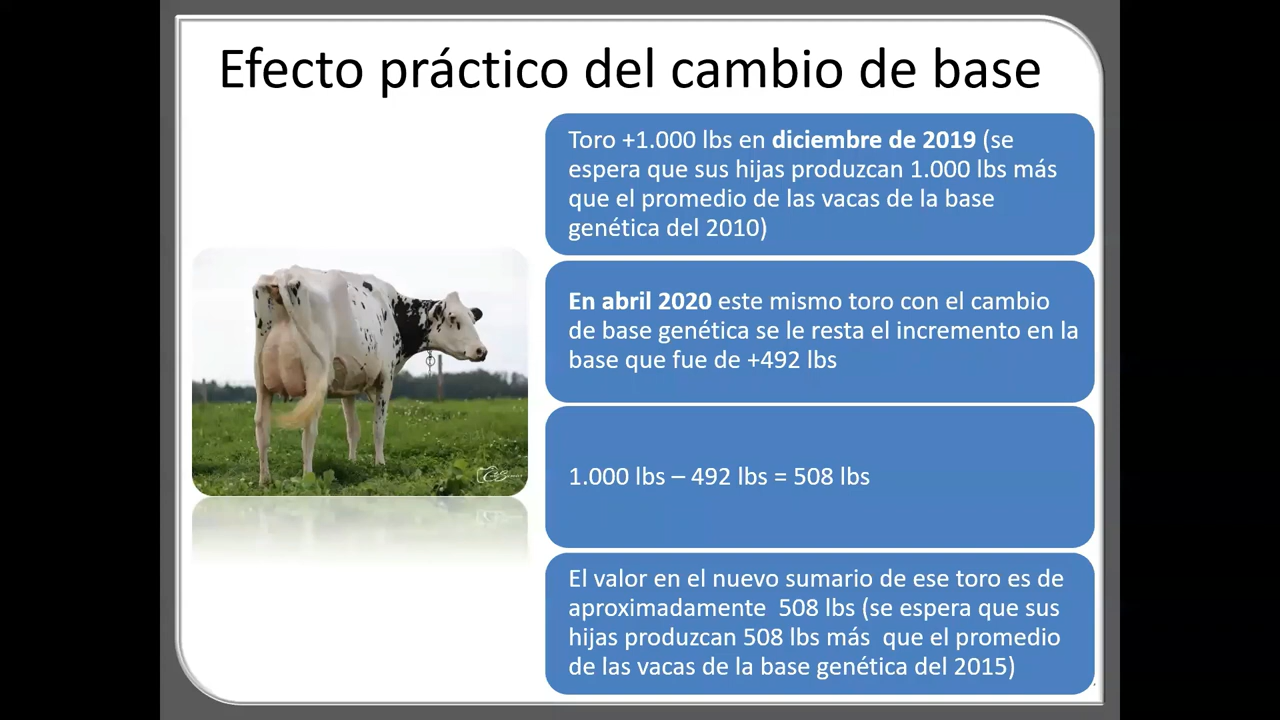 Efecto práctico del cambio de base
Toro +1.000 lbs en diciembre de 2019 (se
espera que sus hijas produzcan 1.000 lbs más
que el promedio de las vacas de la base
genética del 2010)
En abril 2020 este mismo toro con el cambio
de base genética se le resta el incremento en la
base que fue de +492 lbs
1.000 lbs – 492 lbs = 508 lbs
El valor en el nuevo sumario de ese toro es de
aproximadamente  508 lbs (se espera que sus
hijas produzcan 508 lbs más  que el promedio
de las vacas de la base genética del 2015)